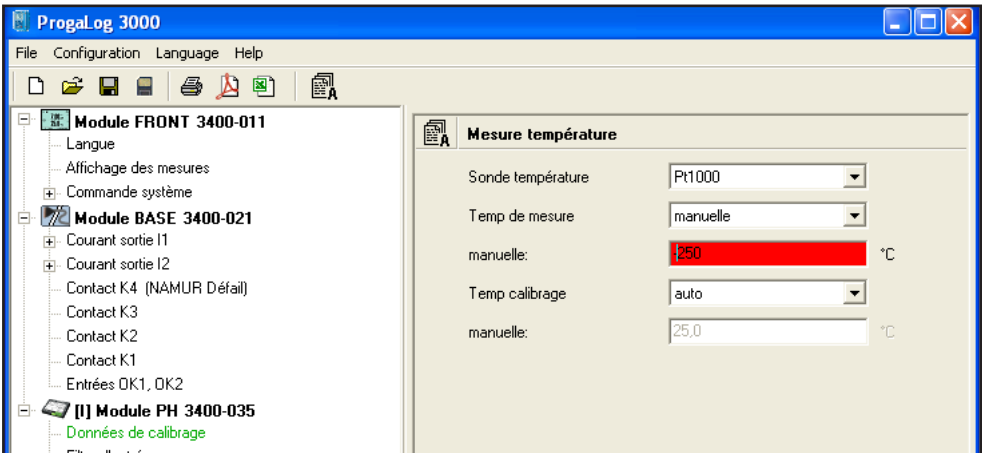 ProgaLog 3000
File Configuration Language Help
Module FRONT 3400-011
Langue
Affichage des mesures
Commande système
Module BASE 3400-021
Courant sortie I1
Courant sortie I2
Contact K4 (NAMUR Défail)
Contact K3
Contact K2
Contact K1
Entrées OK1, OK2
[I] Module PH 3400-035
Données de calibrage
Mesure température
Sonde température Pt1000
Temp de mesure manuelle
manuelle: -250 °C
Temp calibrage auto
manuelle: 25,0 °C